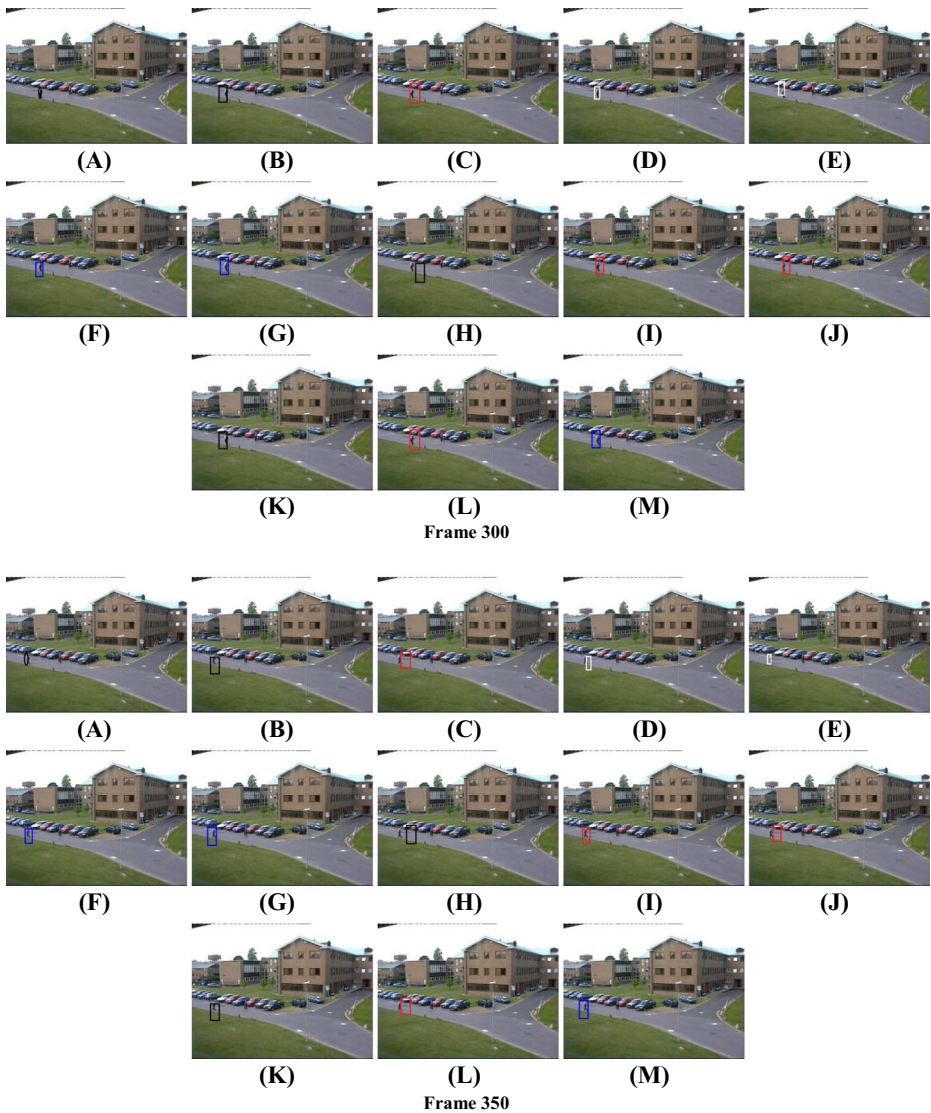 (A) (B) (C) (D) (E)
(F) (G) (H) (I) (J)
(K) (L) (M)
Frame 300
(A) (B) (C) (D) (E)
(F) (G) (H) (I) (J)
(K) (L) (M)
Frame 350